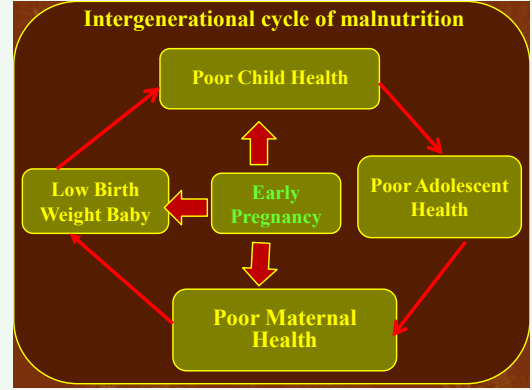 Intergenerational cycle of malnutrition
Poor Child Health
Low Birth
Weight Baby
Early
Pregnancy
Poor Adolescent
Health
Poor Maternal
Health